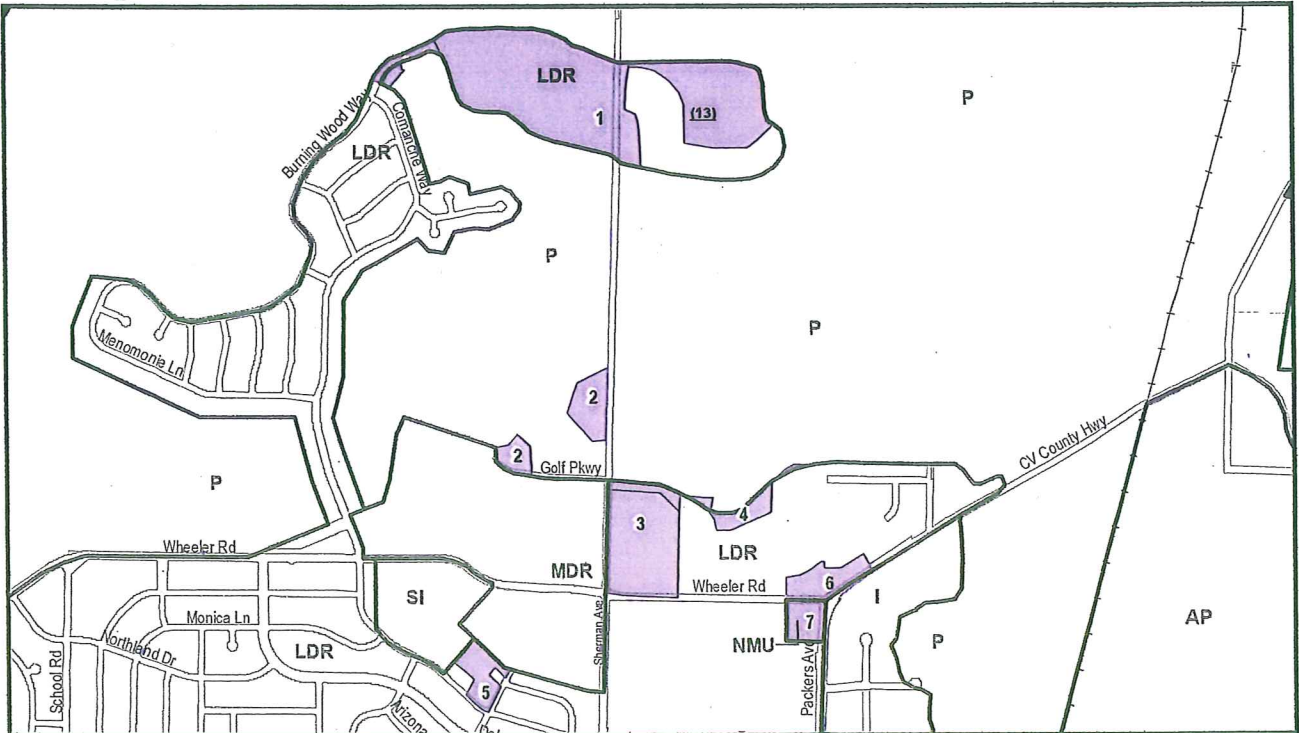 LDR
1
(13)
P
Burning Wood Way
Comanche Way
LDR
P
P
Menomonie Ln
2
2
Golf Pkwy
CV County Hwy
P
3
4
LDR
Wheeler Rd
MDR
Wheeler Rd
6
SI
I
AP
Monica Ln
7
Northland Dr
LDR
NMU
P
School Rd
Sherman Ave
Packers Ave
5
Arizona